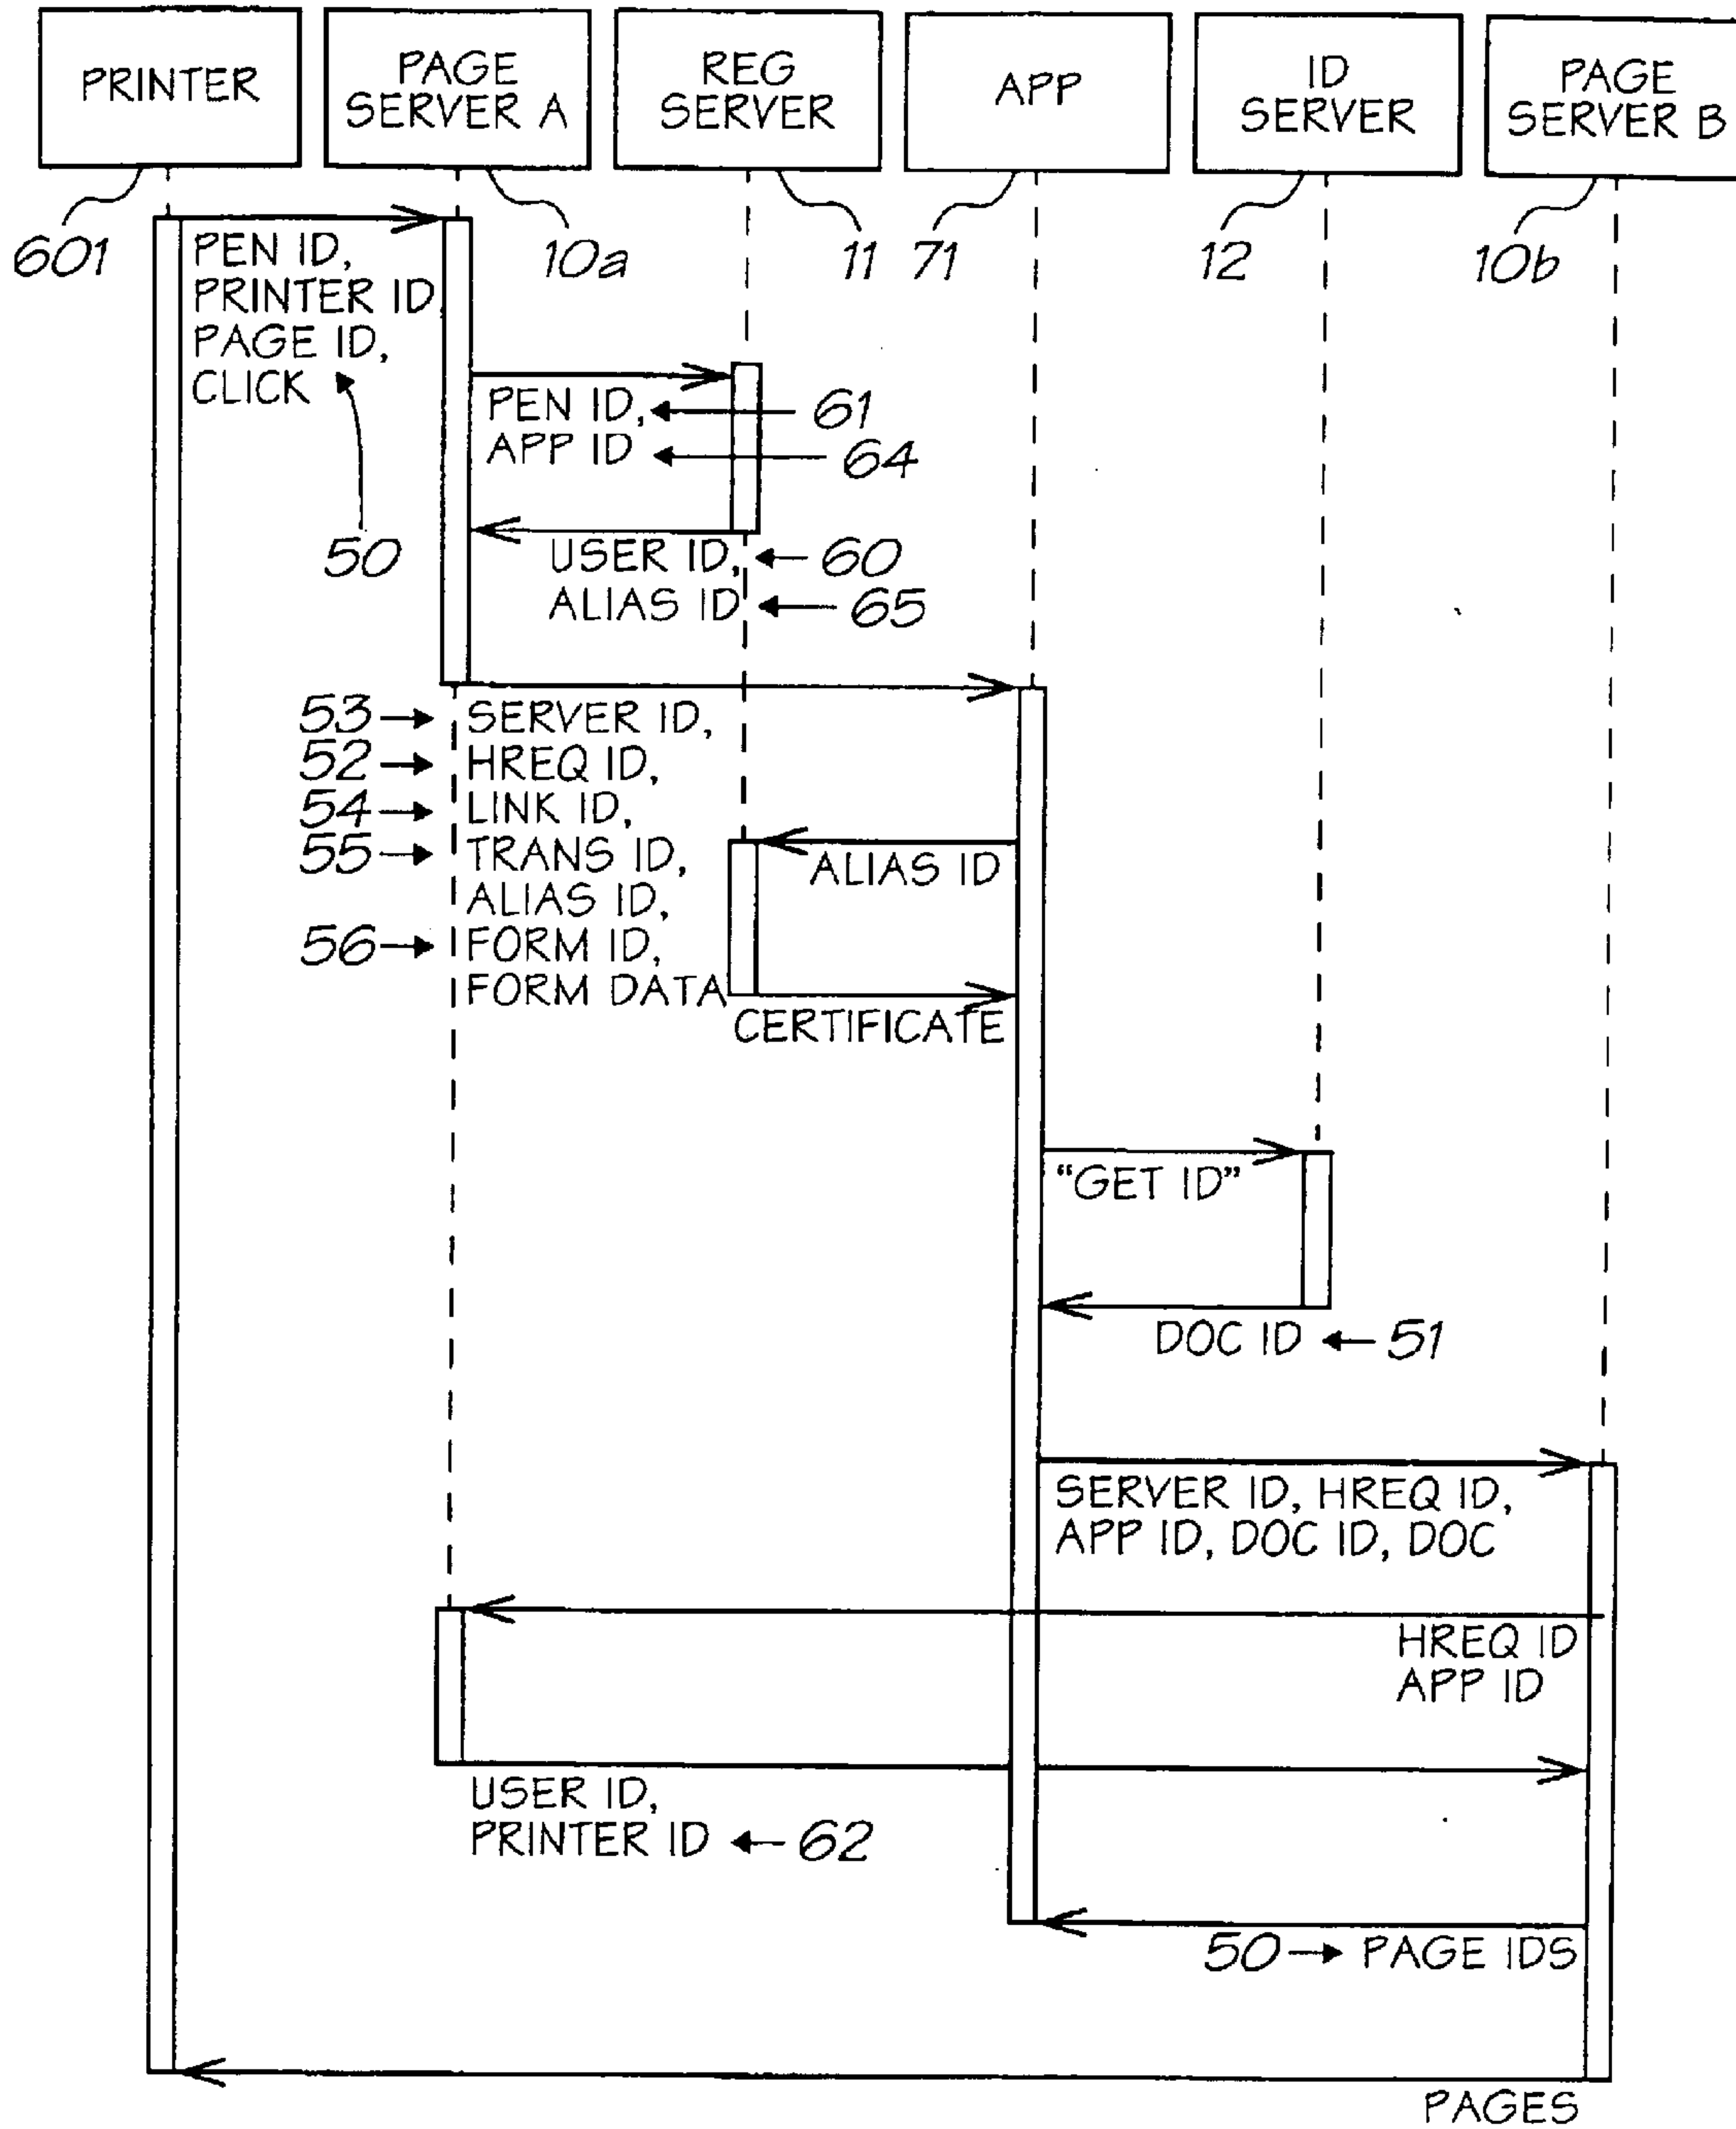 PRINTER
PAGE
SERVER A
REG
SERVER
APP
ID
SERVER
PAGE
SERVER B
601
10a
11
71
12
10b
PEN ID,
PRINTER ID
PAGE ID,
CLICK
50
PEN ID,
61
APP ID
64
USER ID,
60
ALIAS ID
65
53
SERVER ID,
52
HREQ ID,
54
LINK ID,
55
TRANS ID,
ALIAS ID,
56
FORM ID,
FORM DATA
ALIAS ID
CERTIFICATE
“GET ID”
DOC ID
51
SERVER ID, HREQ ID,
APP ID, DOC ID, DOC
HREQ ID
APP ID
USER ID,
PRINTER ID
62
50
PAGE IDS
PAGES